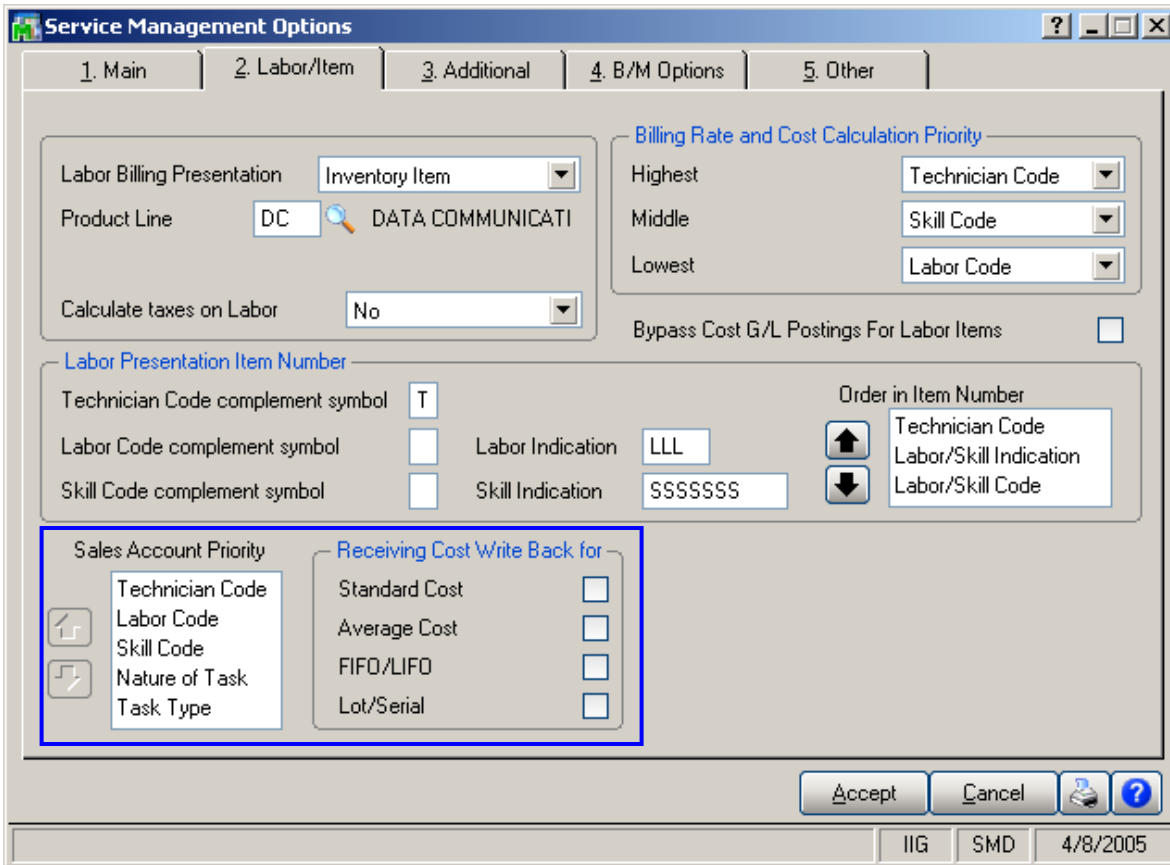 Service Management Options
1. Main
2. Labor/Item
3. Additional
4. B/M Options
5. Other
Labor Billing Presentation Inventory Item
Product Line DC DATA COMMUNICATI
Calculate taxes on Labor No
Billing Rate and Cost Calculation Priority
Highest Technician Code
Middle Skill Code
Lowest Labor Code
Bypass Cost G/L Postings For Labor Items
Labor Presentation Item Number
Technician Code complement symbol T
Labor Code complement symbol Labor Indication LLL
Skill Code complement symbol Skill Indication SSSSSSS
Order in Item Number
Technician Code
Labor/Skill Indication
Labor/Skill Code
Sales Account Priority
Technician Code
Labor Code
Skill Code
Nature of Task
Task Type
Receiving Cost Write Back for
Standard Cost
Average Cost
FIFO/LIFO
Lot/Serial
Accept Cancel ?
IIG SMD 4/8/2005